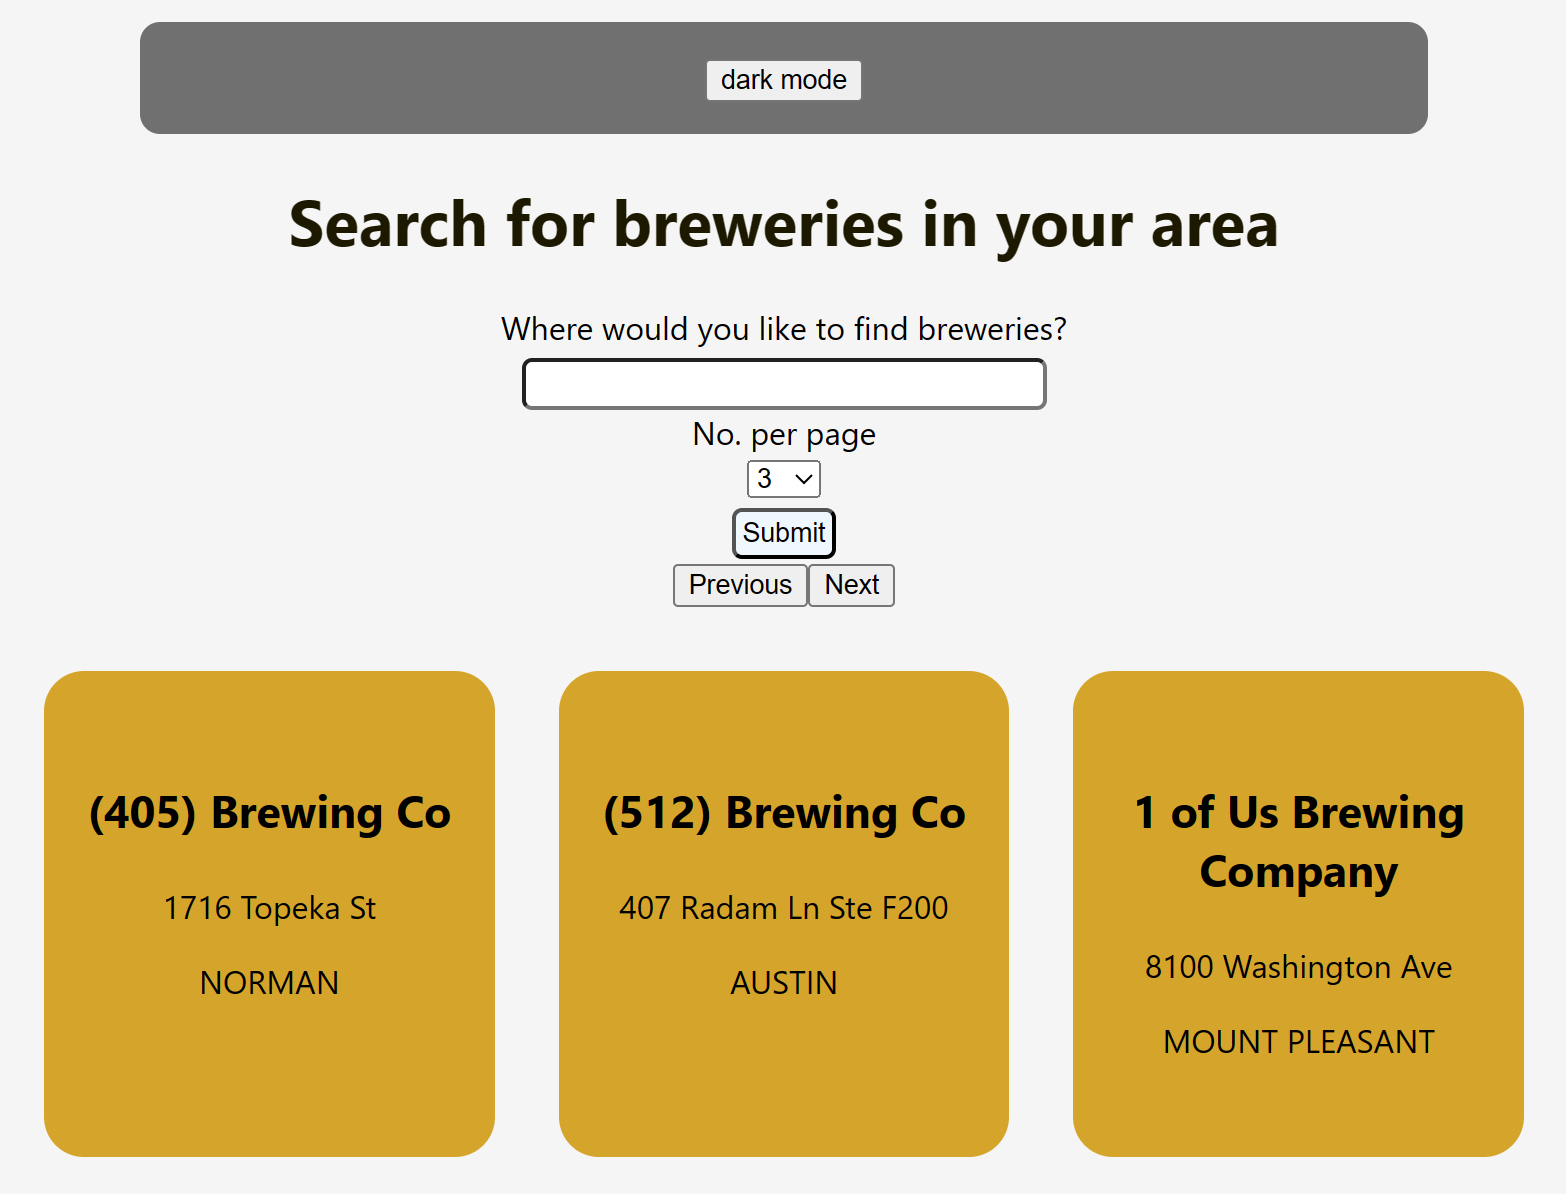 dark mode
Search for breweries in your area
Where would you like to find breweries?
No. per page
3
Submit
Previous Next
(405) Brewing Co
1716 Topeka St
NORMAN
(512) Brewing Co
407 Radam Ln Ste F200
AUSTIN
1 of Us Brewing
Company
8100 Washington Ave
MOUNT PLEASANT